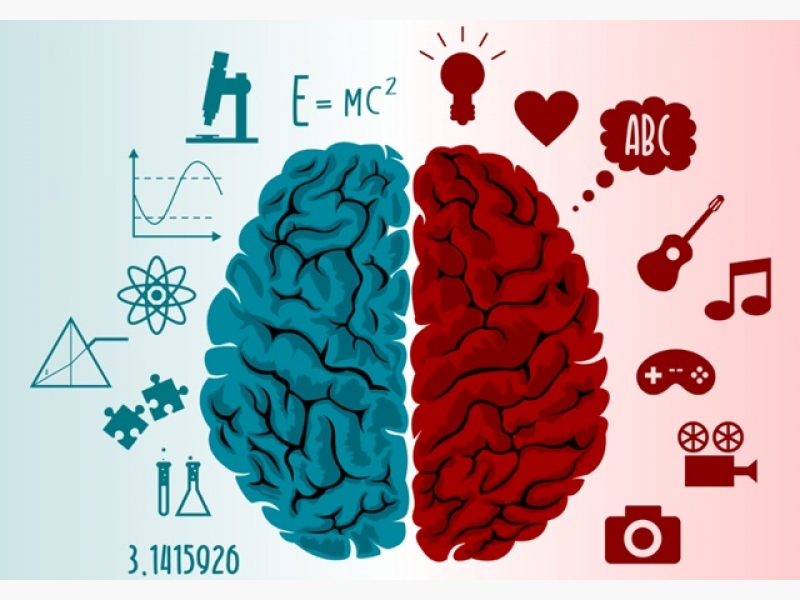 E = MC²
ABC
3.1415926